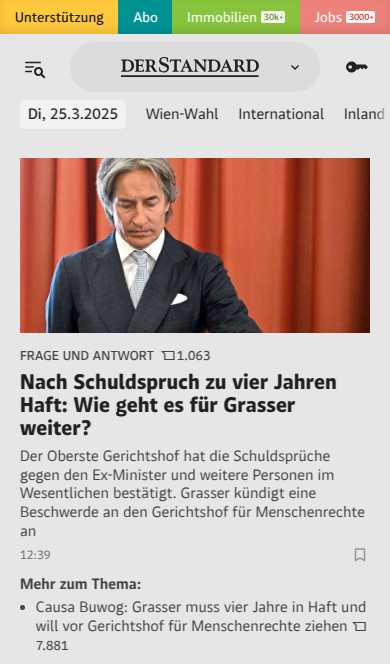 Unterstützung Abo Immobilien 30k+ Jobs 3000+
DERSTANDARD
Di, 25.3.2025 Wien-Wahl International Inland
FRAGE UND ANTWORT 1.063
Nach Schuldspruch zu vier Jahren
Haft: Wie geht es für Grasser
weiter?
Der Oberste Gerichtshof hat die Schuldsprüche
gegen den Ex-Minister und weitere Personen im
Wesentlichen bestätigt. Grasser kündigt eine
Beschwerde an den Gerichtshof für Menschenrechte
an
12:39
Mehr zum Thema:
• Causa Buwog: Grasser muss vier Jahre in Haft und
will vor Gerichtshof für Menschenrechte ziehen
7.881